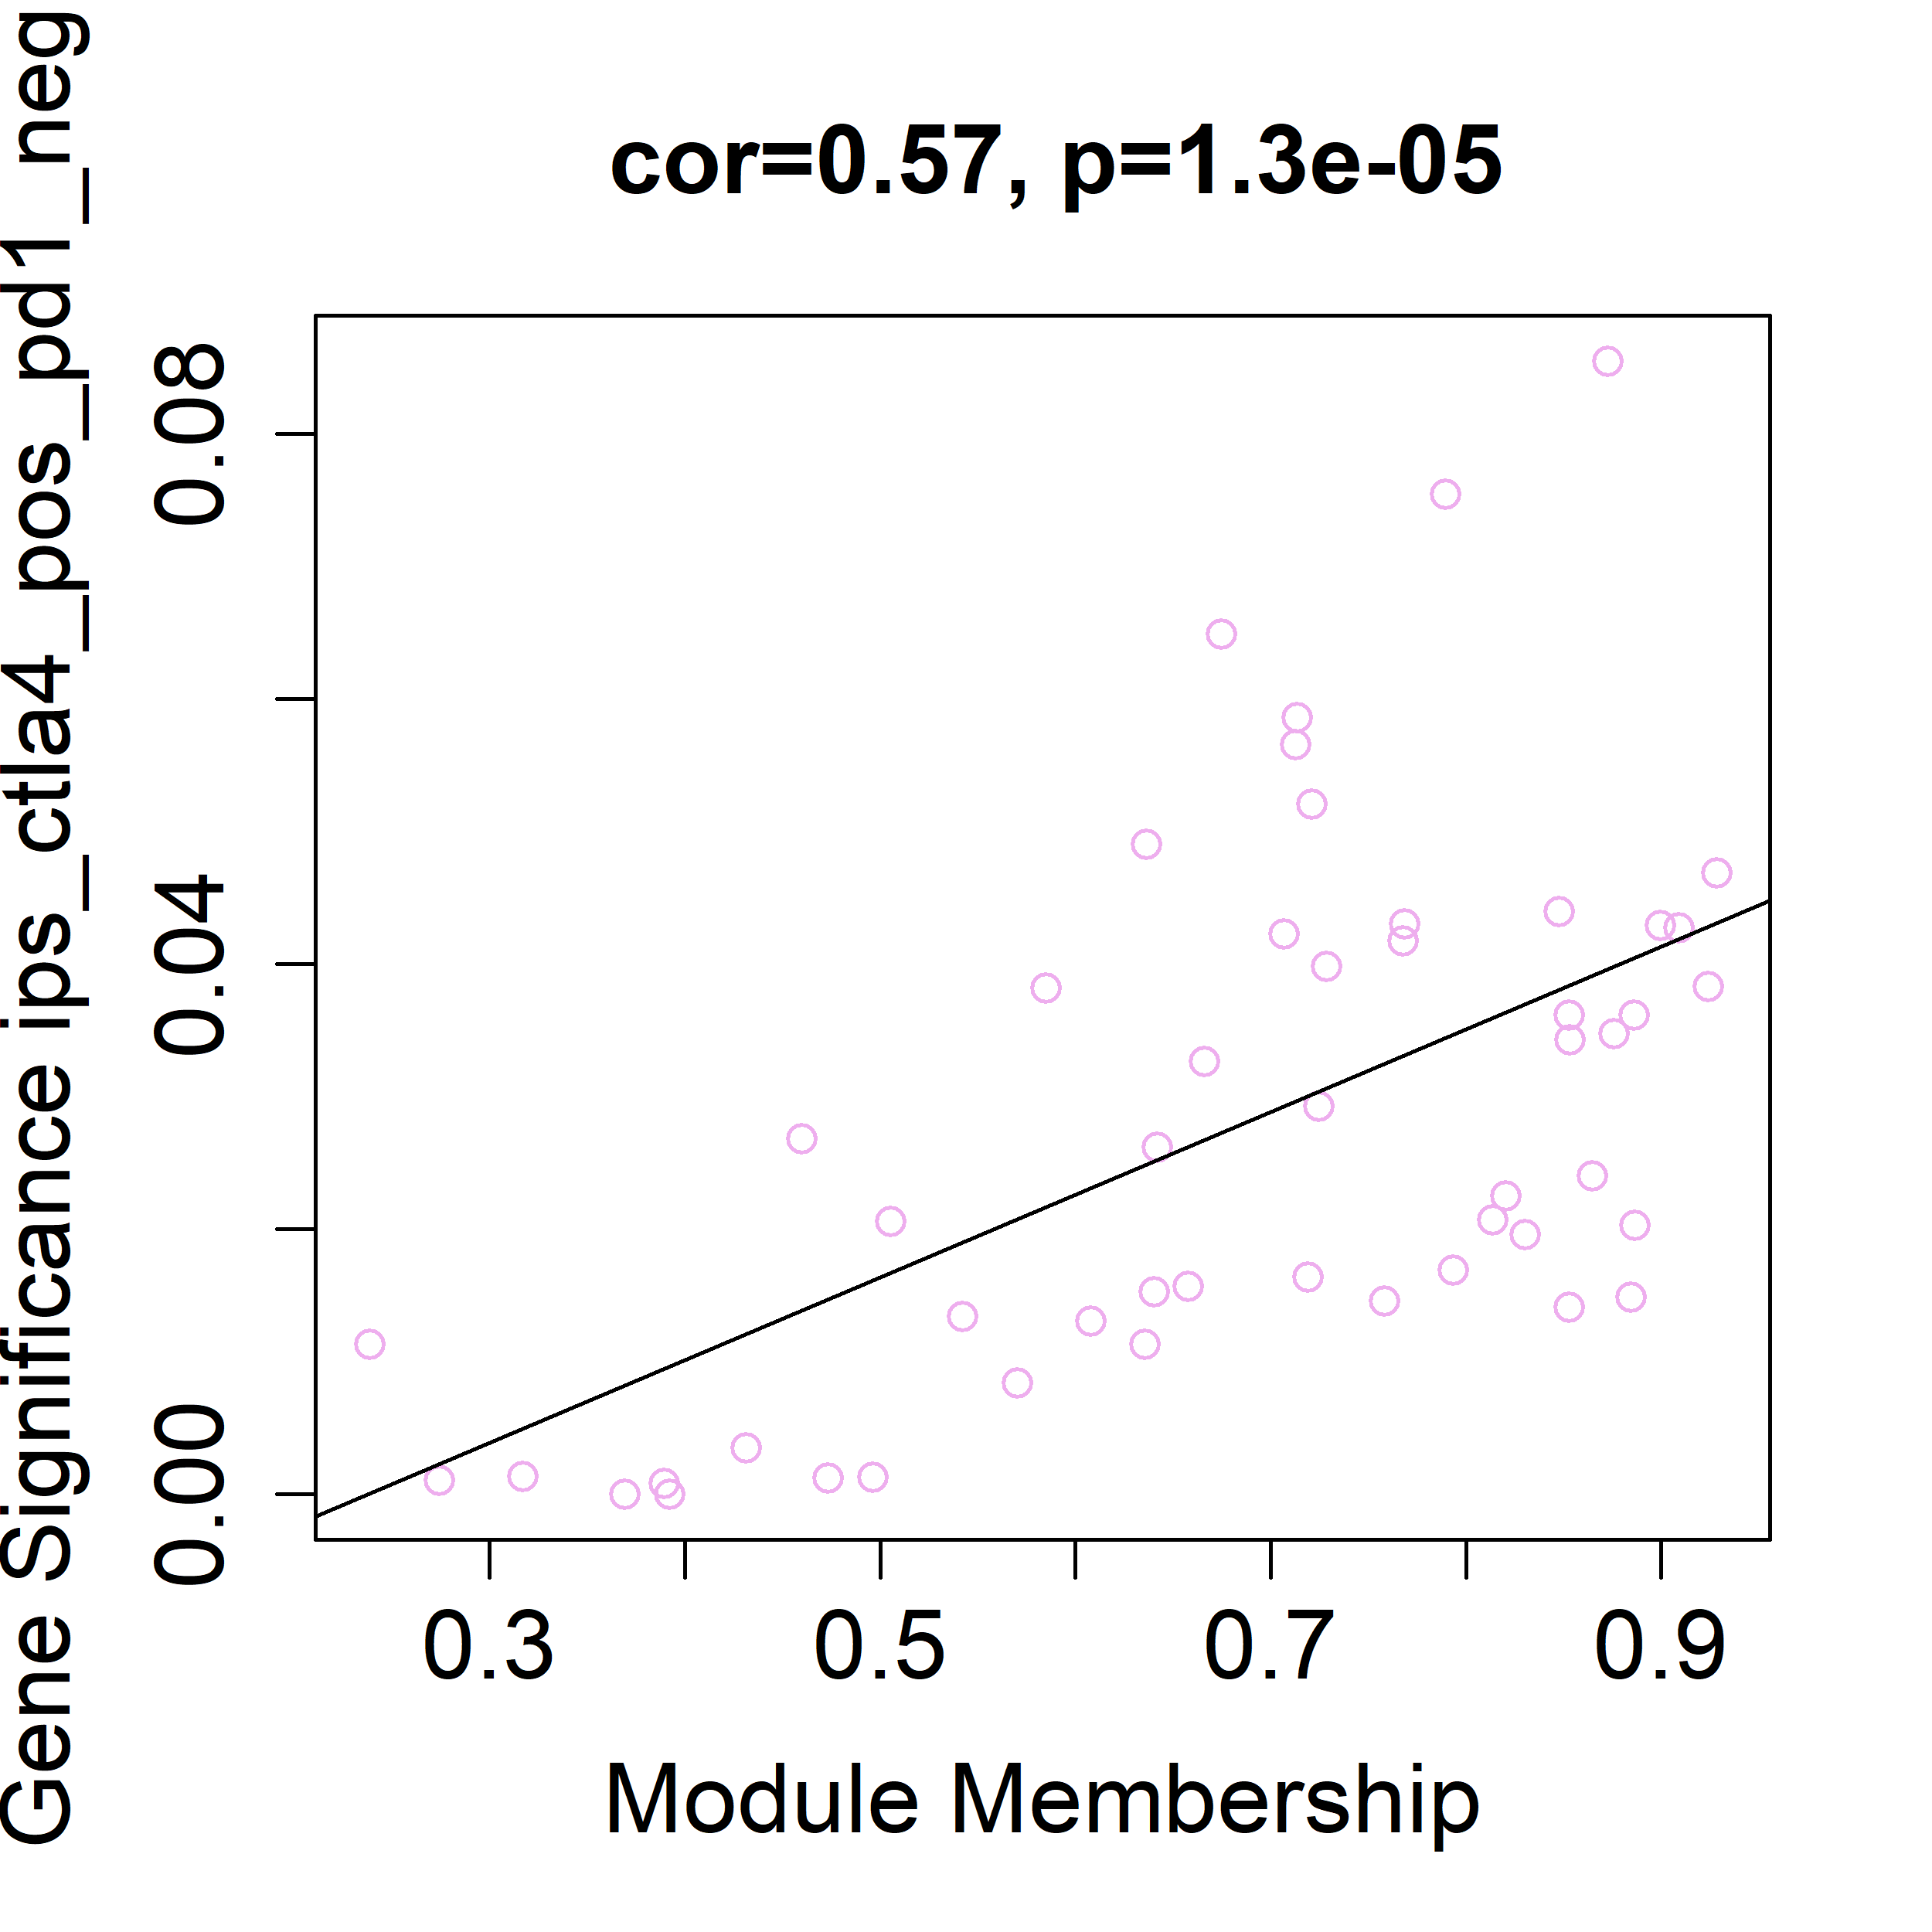 cor=0.57, p=1.3e-05
Gene Significance ips_ctla4_pos_pd1_neg
0.08
0.04
0.00
0.3 0.5 0.7 0.9
Module Membership